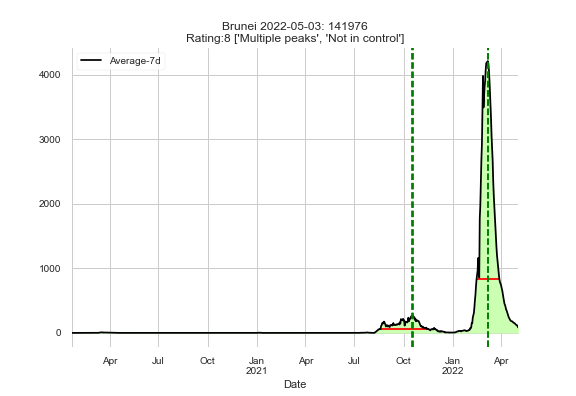 Brunei 2022-05-03: 141976
Rating:8 ['Multiple peaks', 'Not in control']
Average-7d
4000
3000
2000
1000
0
Apr Jul Oct Jan Apr Jul Oct Jan Apr
2021 2022
Date